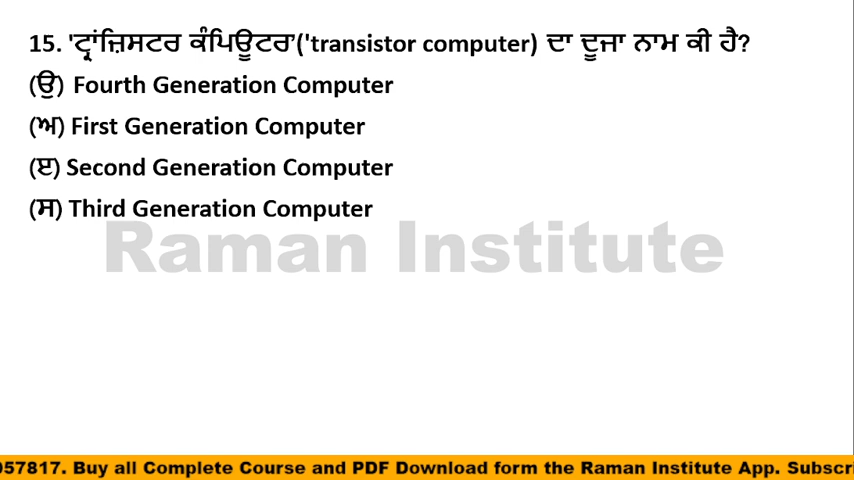 15. 'ਟ੍ਰਾਂਜ਼ਿਸਟਰ ਕੰਪਿਊਟਰ'('transistor computer) ਦਾ ਦੂਜਾ ਨਾਮ ਕੀ ਹੈ?
(ੳ) Fourth Generation Computer
(ਅ) First Generation Computer
(ੲ) Second Generation Computer
(ਸ) Third Generation Computer
Raman Institute
957817. Buy all Complete Course and PDF Download form the Raman Institute App. Subscr